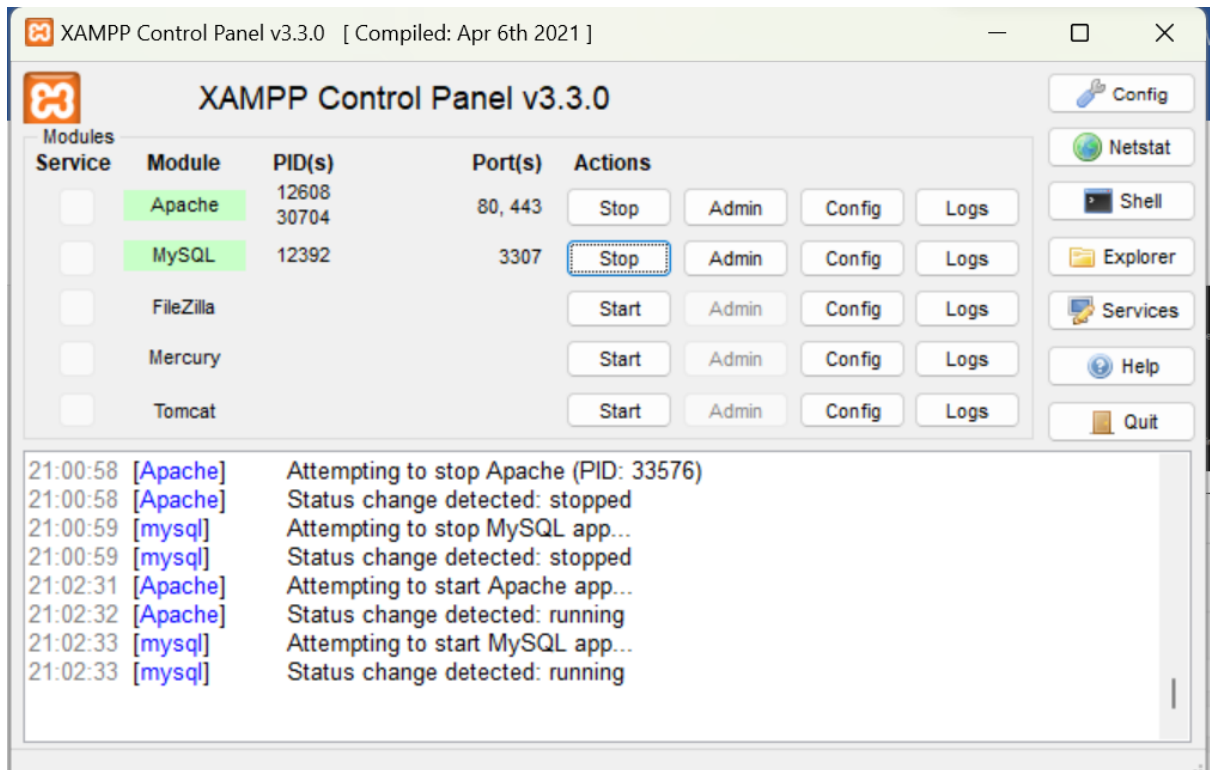 XAMPP Control Panel v3.3.0 [ Compiled: Apr 6th 2021 ]
XAMPP Control Panel v3.3.0
Config
Modules
Service Module PID(s) Port(s) Actions
Netstat
Apache 12608 30704 80, 443 Stop Admin Config Logs
Shell
MySQL 12392 3307 Stop Admin Config Logs
Explorer
FileZilla Start Admin Config Logs
Services
Mercury Start Admin Config Logs
Help
Tomcat Start Admin Config Logs
Quit
21:00:58 [Apache] Attempting to stop Apache (PID: 33576)
21:00:58 [Apache] Status change detected: stopped
21:00:59 [mysql] Attempting to stop MySQL app...
21:00:59 [mysql] Status change detected: stopped
21:02:31 [Apache] Attempting to start Apache app...
21:02:32 [Apache] Status change detected: running
21:02:33 [mysql] Attempting to start MySQL app...
21:02:33 [mysql] Status change detected: running